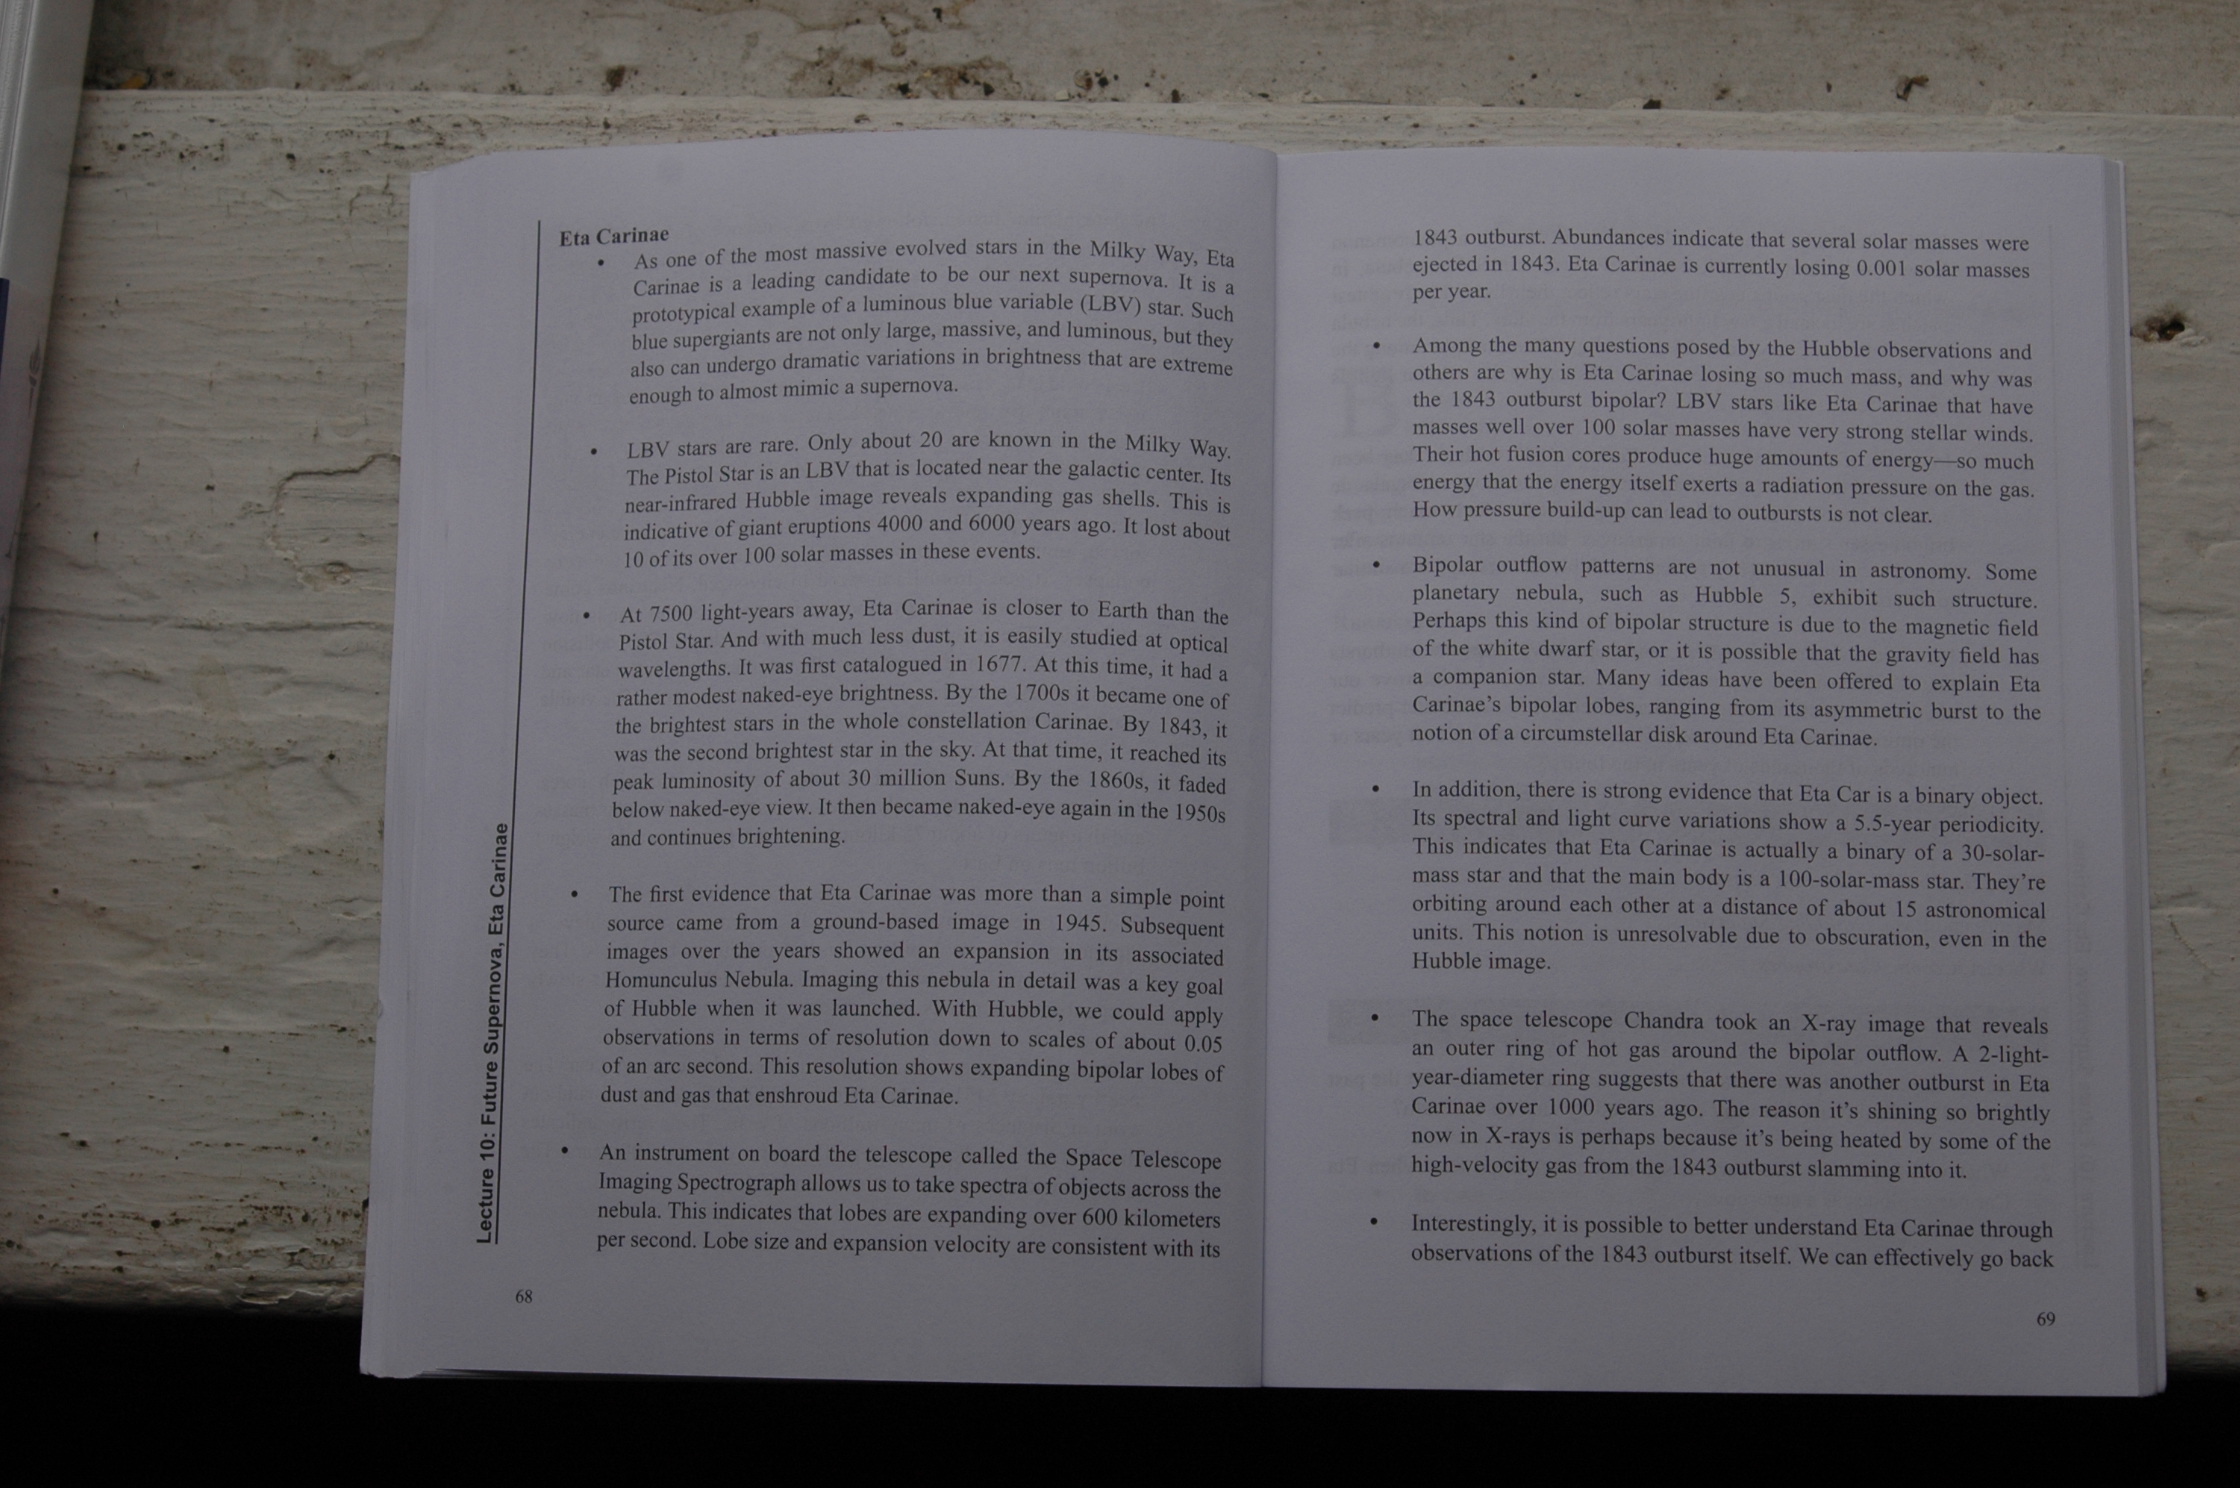 Eta Carinae
• As one of the most massive evolved stars in the Milky Way, Eta
Carinae is a leading candidate to be our next supernova. It is a
prototypical example of a luminous blue variable (LBV) star. Such
blue supergiants are not only large, massive, and luminous, but they
also can undergo dramatic variations in brightness that are extreme
enough to almost mimic a supernova.
• LBV stars are rare. Only about 20 are known in the Milky Way.
The Pistol Star is an LBV that is located near the galactic center. Its
near-infrared Hubble image reveals expanding gas shells. This is
indicative of giant eruptions 4000 and 6000 years ago. It lost about
10 of its over 100 solar masses in these events.
• At 7500 light-years away, Eta Carinae is closer to Earth than the
Pistol Star. And with much less dust, it is easily studied at optical
wavelengths. It was first catalogued in 1677. At this time, it had a
rather modest naked-eye brightness. By the 1700s it became one of
the brightest stars in the whole constellation Carinae. By 1843, it
was the second brightest star in the sky. At that time, it reached its
peak luminosity of about 30 million Suns. By the 1860s, it faded
below naked-eye view. It then became naked-eye again in the 1950s
and continues brightening.
• The first evidence that Eta Carinae was more than a simple point
source came from a ground-based image in 1945. Subsequent
images over the years showed an expansion in its associated
Homunculus Nebula. Imaging this nebula in detail was a key goal
of Hubble when it was launched. With Hubble, we could apply
observations in terms of resolution down to scales of about 0.05
of an arc second. This resolution shows expanding bipolar lobes of
dust and gas that enshroud Eta Carinae.
• An instrument on board the telescope called the Space Telescope
Imaging Spectrograph allows us to take spectra of objects across the
nebula. This indicates that lobes are expanding over 600 kilometers
per second. Lobe size and expansion velocity are consistent with its
Lecture 10: Future Supernova, Eta Carinae
68
1843 outburst. Abundances indicate that several solar masses were
ejected in 1843. Eta Carinae is currently losing 0.001 solar masses
per year.
• Among the many questions posed by the Hubble observations and
others are why is Eta Carinae losing so much mass, and why was
the 1843 outburst bipolar? LBV stars like Eta Carinae that have
masses well over 100 solar masses have very strong stellar winds.
Their hot fusion cores produce huge amounts of energy—so much
energy that the energy itself exerts a radiation pressure on the gas.
How pressure build-up can lead to outbursts is not clear.
• Bipolar outflow patterns are not unusual in astronomy. Some
planetary nebula, such as Hubble 5, exhibit such structure.
Perhaps this kind of bipolar structure is due to the magnetic field
of the white dwarf star, or it is possible that the gravity field has
a companion star. Many ideas have been offered to explain Eta
Carinae's bipolar lobes, ranging from its asymmetric burst to the
notion of a circumstellar disk around Eta Carinae.
• In addition, there is strong evidence that Eta Car is a binary object.
Its spectral and light curve variations show a 5.5-year periodicity.
This indicates that Eta Carinae is actually a binary of a 30-solar-
mass star and that the main body is a 100-solar-mass star. They're
orbiting around each other at a distance of about 15 astronomical
units. This notion is unresolvable due to obscuration, even in the
Hubble image.
• The space telescope Chandra took an X-ray image that reveals
an outer ring of hot gas around the bipolar outflow. A 2-light-
year-diameter ring suggests that there was another outburst in Eta
Carinae over 1000 years ago. The reason it's shining so brightly
now in X-rays is perhaps because it's being heated by some of the
high-velocity gas from the 1843 outburst slamming into it.
• Interestingly, it is possible to better understand Eta Carinae through
observations of the 1843 outburst itself. We can effectively go back
69